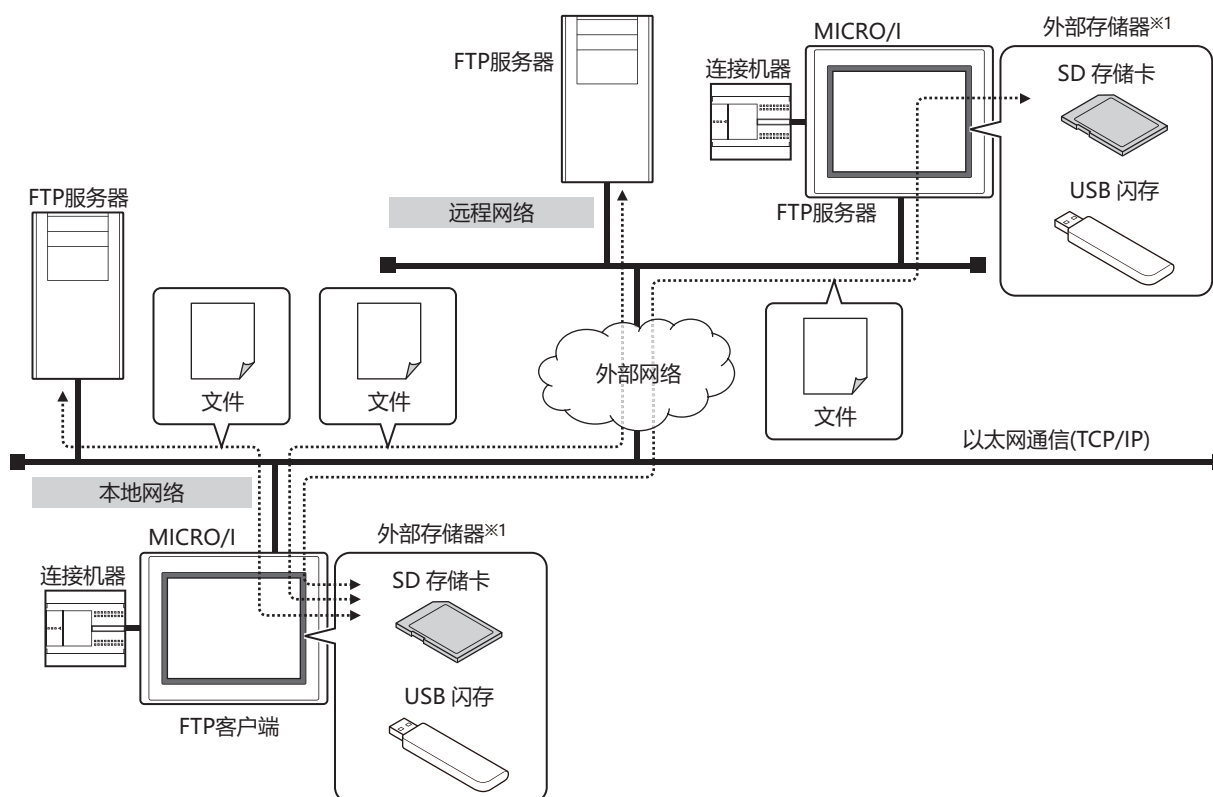 MICRO/I
外部存储器※1
FTP服务器
连接机器
SD 存储卡
USB 闪存
FTP服务器
远程网络
FTP服务器
文件
文件
外部网络
文件
以太网通信(TCP/IP)
本地网络
MICRO/I
外部存储器※1
连接机器
SD 存储卡
USB 闪存
FTP客户端